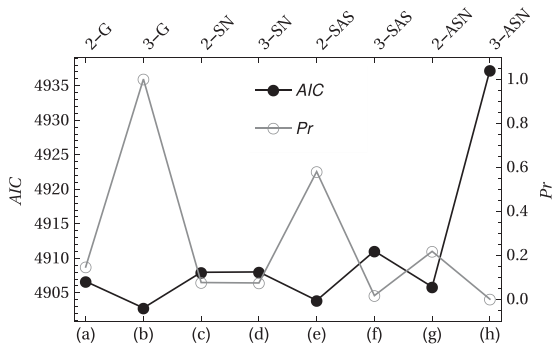 2–G 3–G 2–SN 3–SN 2–SAS 3–SAS 2–ASN 3–ASN
4935
4930
4925
4920
4915
4910
4905
AIC
AIC
Pr
1.0
0.8
0.6
0.4
0.2
0.0
Pr
(a) (b) (c) (d) (e) (f) (g) (h)